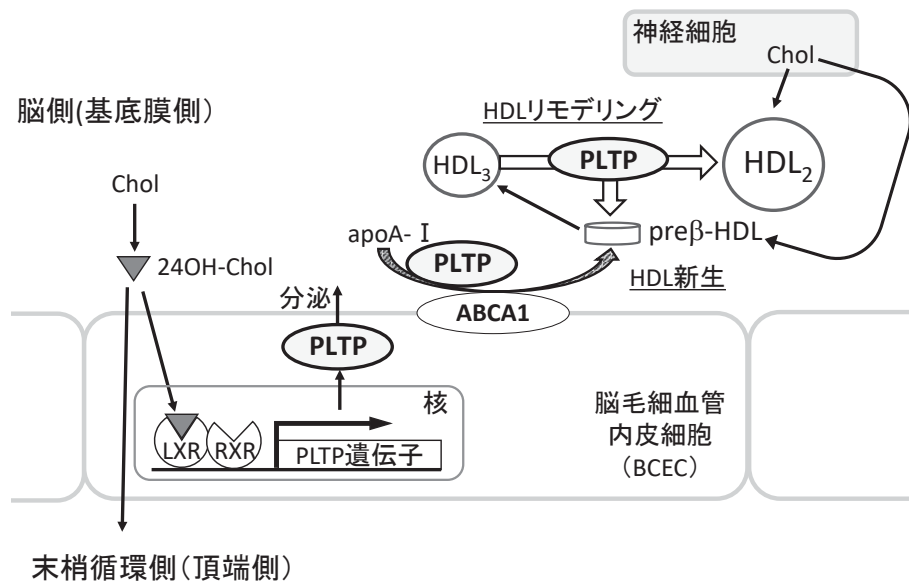 神経細胞
Chol
脳側(基底膜側)
HDLリモデリング
HDL₃
PLTP
HDL₂
Chol
24OH-Chol
apoA-Ⅰ
PLTP
preβ-HDL
HDL新生
ABCA1
分泌
PLTP
核
LXR
RXR
PLTP遺伝子
脳毛細血管
内皮細胞
(BCEC)
末梢循環側(頂端側)